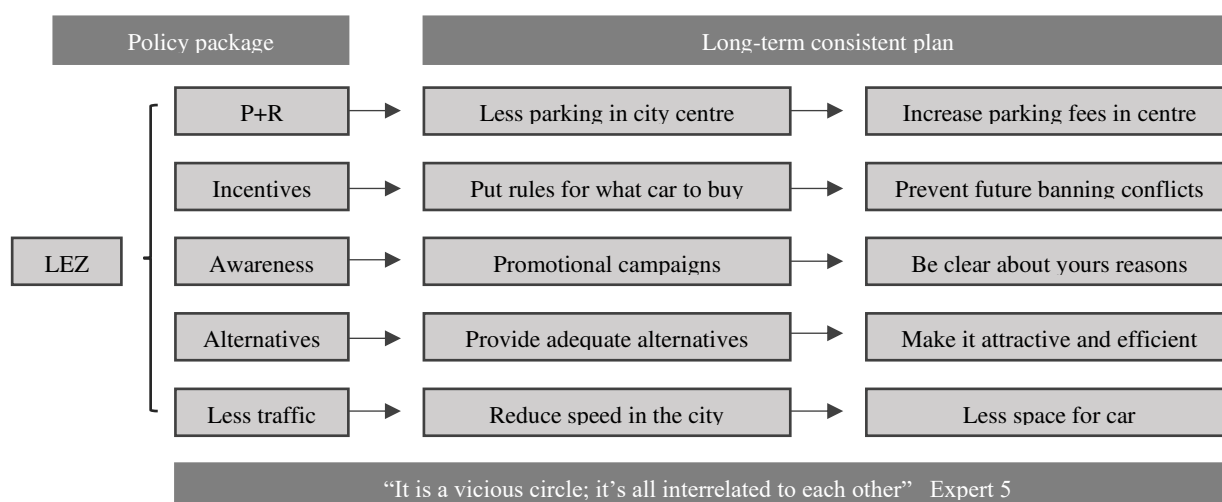 Policy package
Long-term consistent plan
P+R
Less parking in city centre
Increase parking fees in centre
Incentives
Put rules for what car to buy
Prevent future banning conflicts
LEZ
Awareness
Promotional campaigns
Be clear about yours reasons
Alternatives
Provide adequate alternatives
Make it attractive and efficient
Less traffic
Reduce speed in the city
Less space for car
“It is a vicious circle; it’s all interrelated to each other” Expert 5